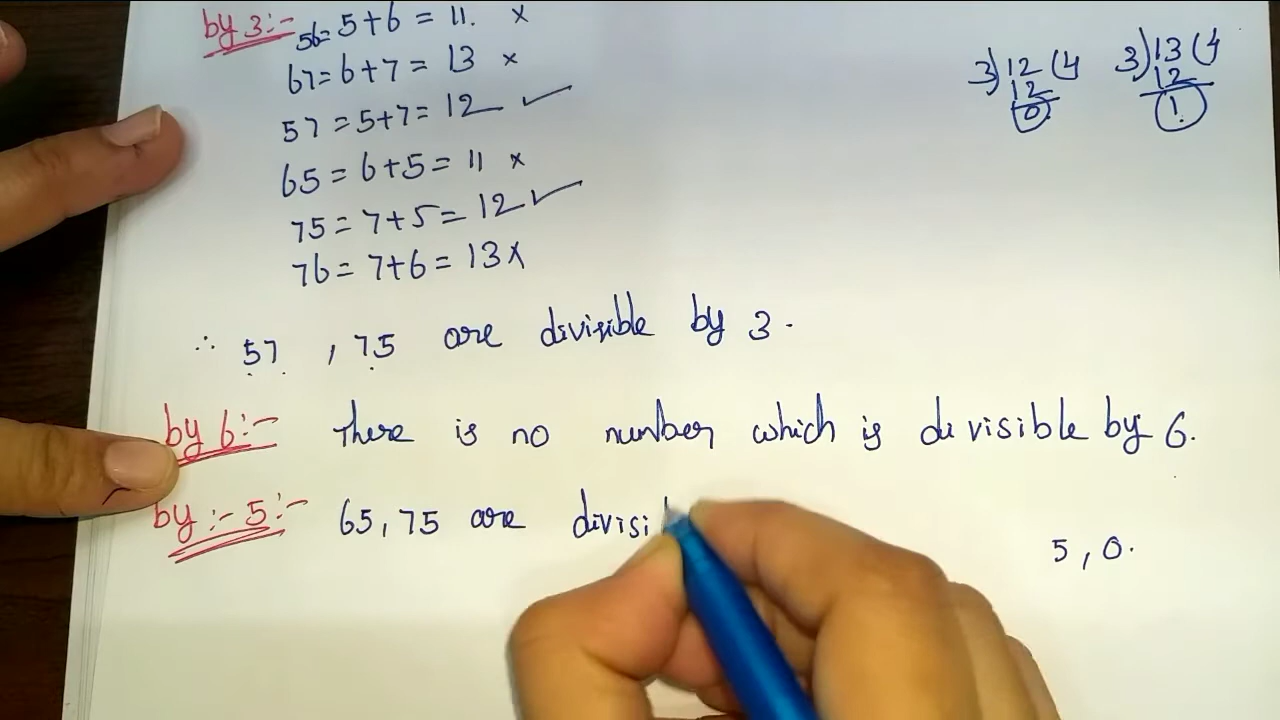 by 3:- 56= 5+6 = 11. x
67=6+7 = 13 x
57 =5+7= 12 ✓
65 = 6+5= 11 x
75 = 7+5= 12 ✓
76= 7+6= 13 x
3)12(4
12
0
3)13(4
12
1
∴ 57 , 75 are divisible by 3.
by 6:- There is no number which is divisible by 6.
by :- 5:- 65, 75 are divisib
5, 0.